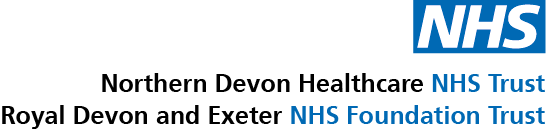 NHS
Northern Devon Healthcare NHS Trust
Royal Devon and Exeter NHS Foundation Trust